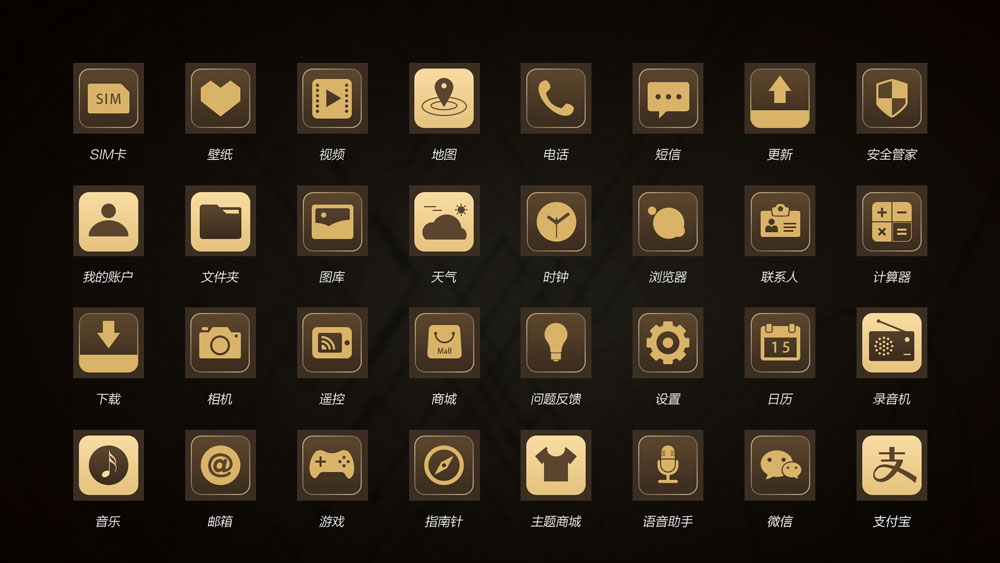 SIM
SIM卡 壁纸 视频 地图 电话 短信 更新 安全管家
我的账户 文件夹 图库 天气 时钟 浏览器 联系人 计算器
Mall
15
下载 相机 遥控 商城 问题反馈 设置 日历 录音机
@
支
音乐 邮箱 游戏 指南针 主题商城 语音助手 微信 支付宝